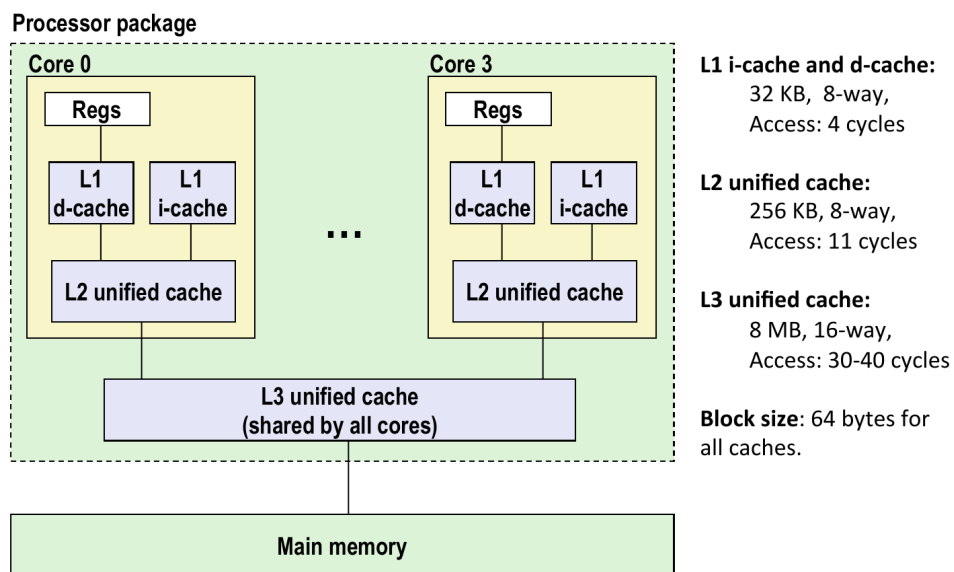 Processor package
Core 0
Regs
L1
d-cache
L1
i-cache
L2 unified cache
...
Core 3
Regs
L1
d-cache
L1
i-cache
L2 unified cache
L3 unified cache
(shared by all cores)
Main memory
L1 i-cache and d-cache:
32 KB, 8-way,
Access: 4 cycles
L2 unified cache:
256 KB, 8-way,
Access: 11 cycles
L3 unified cache:
8 MB, 16-way,
Access: 30-40 cycles
Block size: 64 bytes for
all caches.